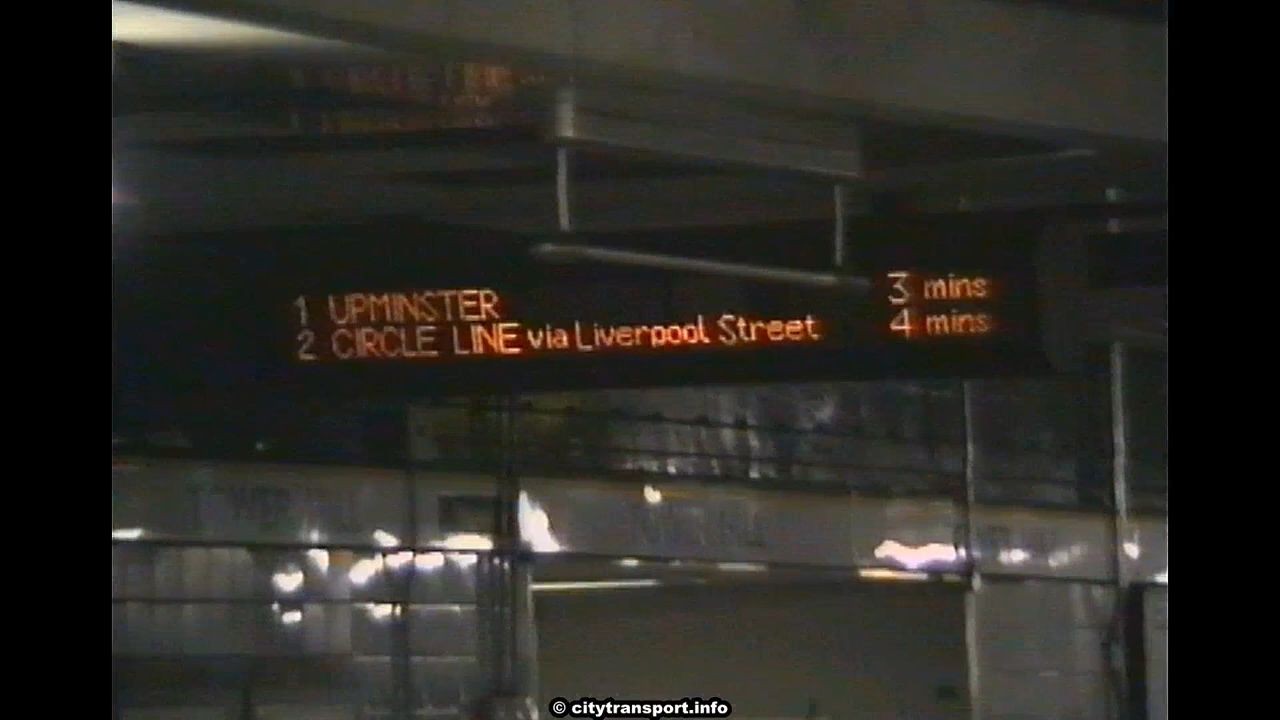 1 UPMINSTER 3 mins
2 CIRCLE LINE via Liverpool Street 4 mins
© citytransport.info